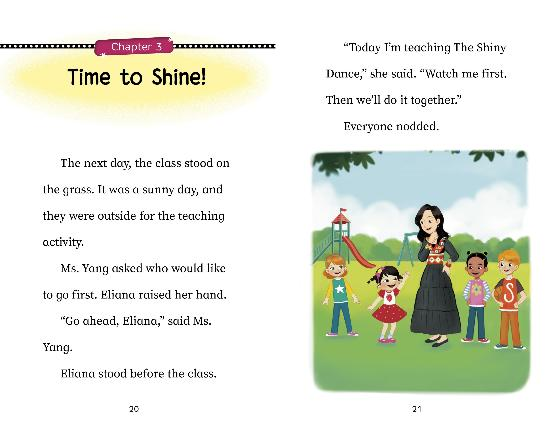 Chapter 3
Time to Shine!
The next day, the class stood on
the grass. It was a sunny day, and
they were outside for the teaching
activity.
Ms. Yang asked who would like
to go first. Eliana raised her hand.
“Go ahead, Eliana,” said Ms.
Yang.
Eliana stood before the class.
20
“Today I’m teaching The Shiny
Dance,” she said. “Watch me first.
Then we’ll do it together.”
Everyone nodded.
S
21